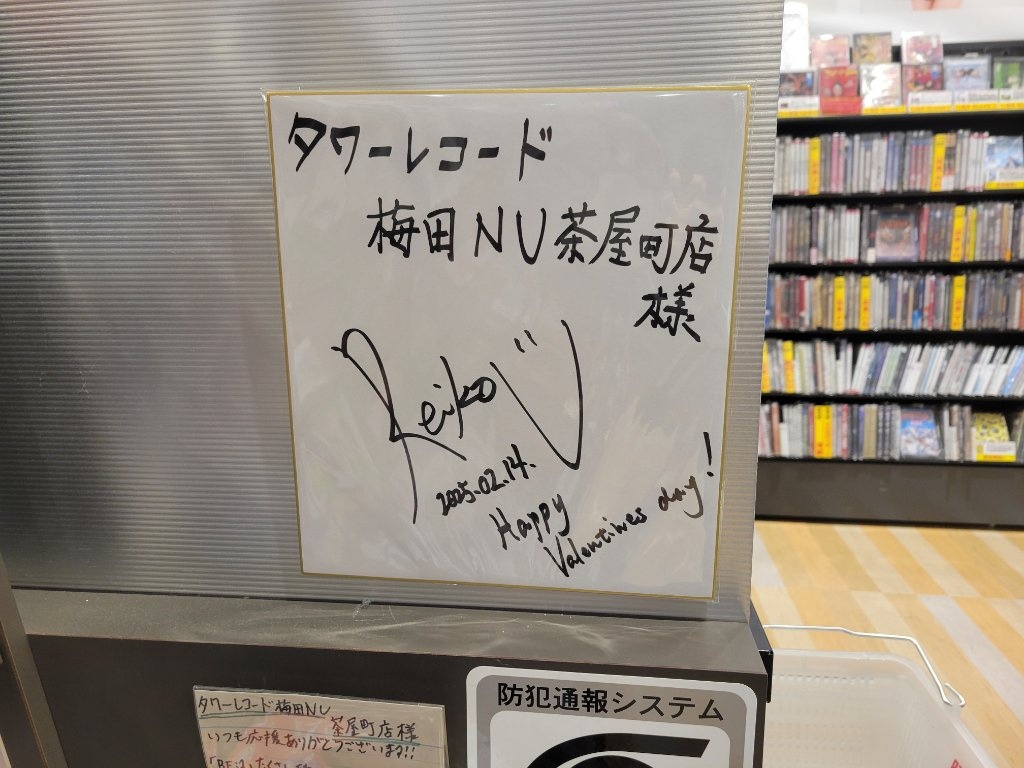 タワーレコード
梅田NU茶屋町店
様
Reiko
2025.02.14.
Happy
Valentines day!
タワーレコード梅田NU
茶屋町店様
いつも応援ありがとうございます!!
防犯通報システム